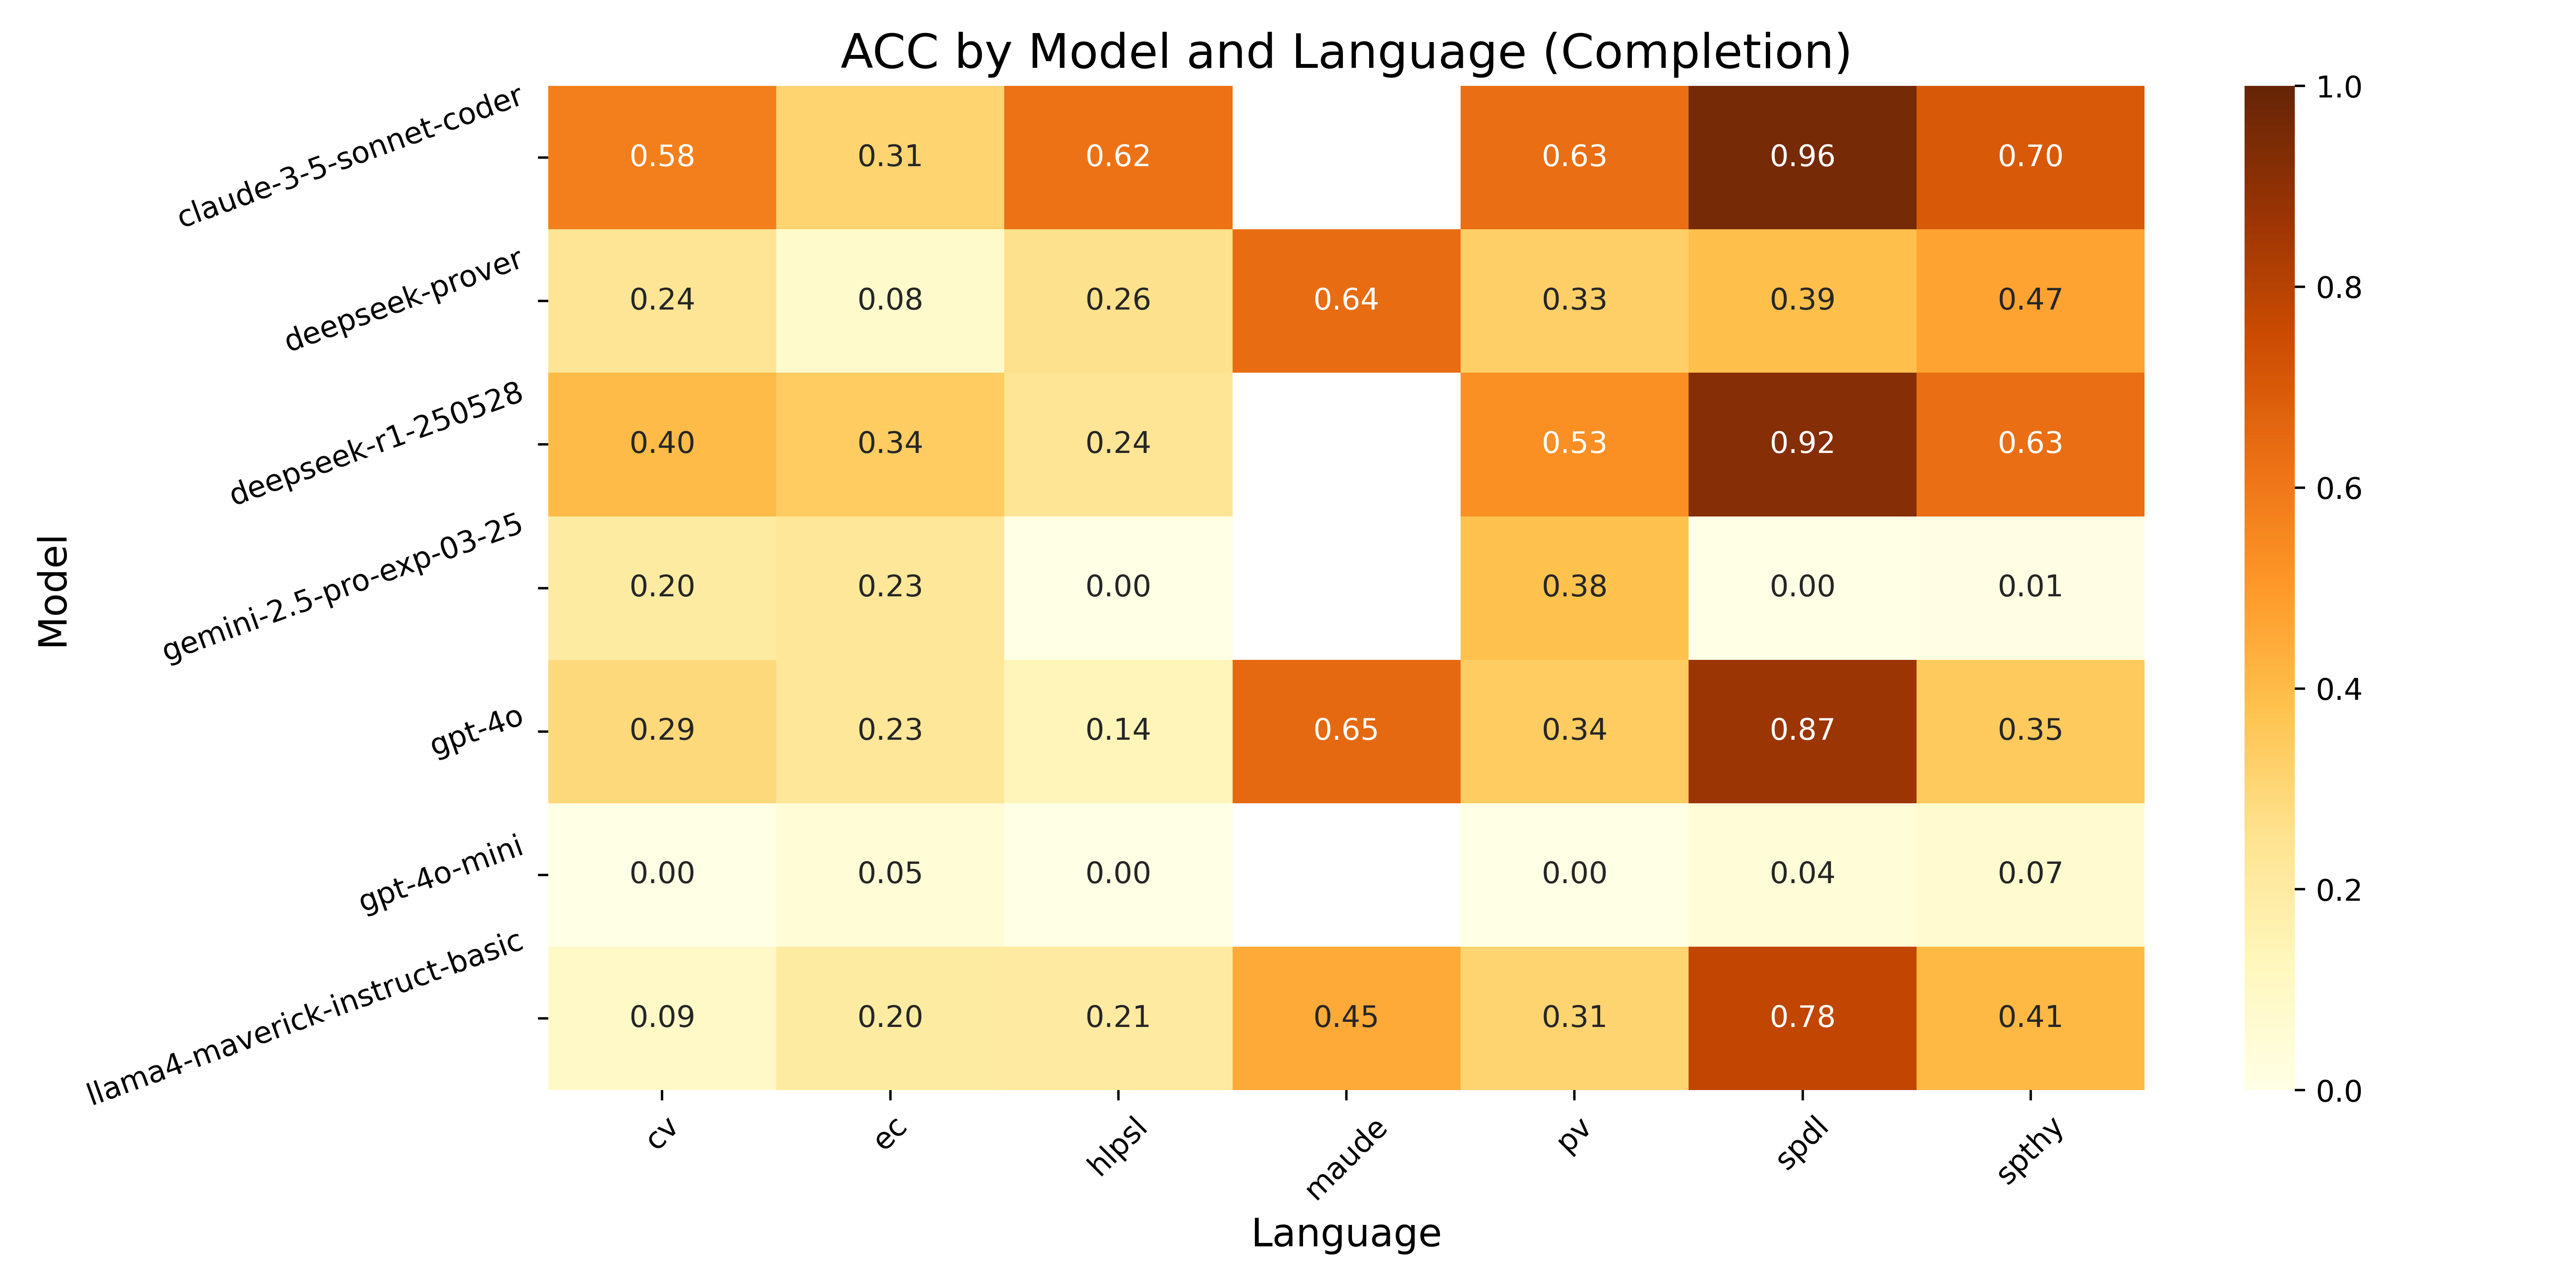 ACC by Model and Language (Completion)
Model
claude-3-5-sonnet-coder
0.58 0.31 0.62 0.63 0.96 0.70
deepseek-prover
0.24 0.08 0.26 0.64 0.33 0.39 0.47
deepseek-r1-250528
0.40 0.34 0.24 0.53 0.92 0.63
gemini-2.5-pro-exp-03-25
0.20 0.23 0.00 0.38 0.00 0.01
gpt-4o
0.29 0.23 0.14 0.65 0.34 0.87 0.35
gpt-4o-mini
0.00 0.05 0.00 0.00 0.04 0.07
llama4-maverick-instruct-basic
0.09 0.20 0.21 0.45 0.31 0.78 0.41
cv ec hlpsl maude pv spdl spthy
Language
1.0
0.8
0.6
0.4
0.2
0.0